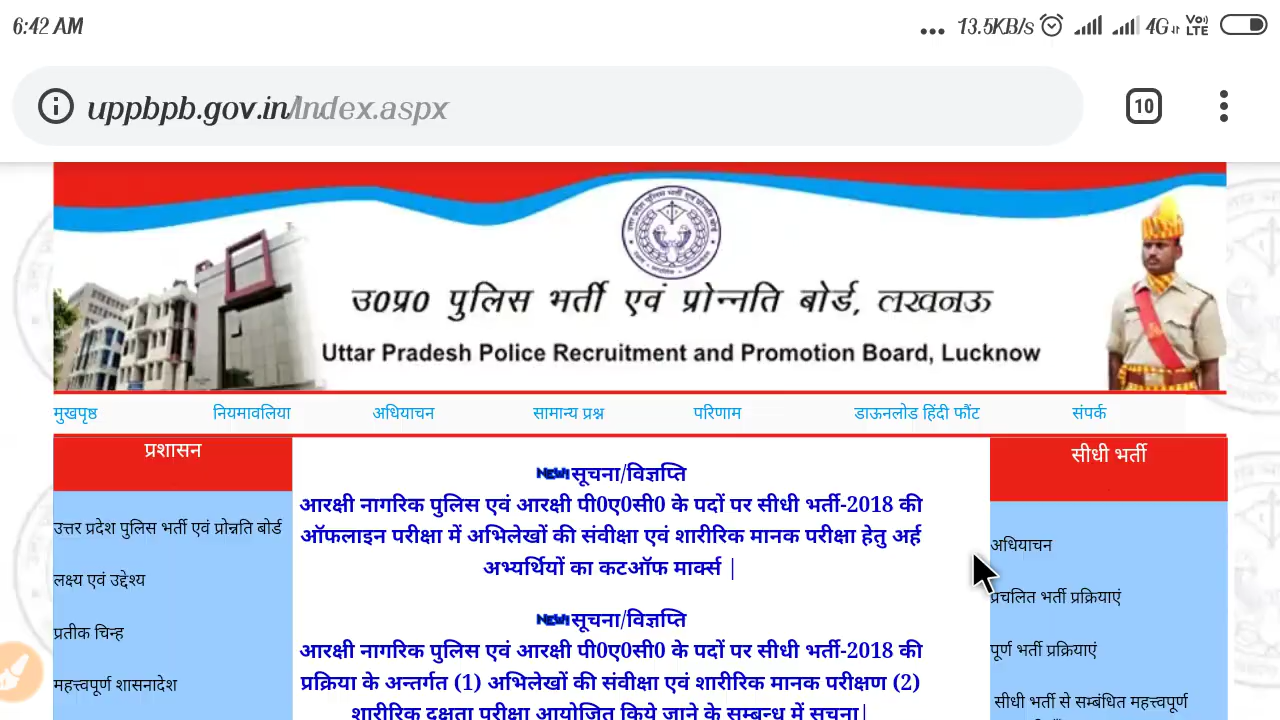 6:42 AM
... 13.5KB/s 4G VoLTE
uppbpb.gov.in/Index.aspx
10
उ0प्र0 पुलिस भर्ती एवं प्रोन्नति बोर्ड, लखनऊ
Uttar Pradesh Police Recruitment and Promotion Board, Lucknow
मुखपृष्ठ नियमावलिया अधियाचन सामान्य प्रश्न परिणाम डाऊनलोड हिंदी फौंट संपर्क
प्रशासन
उत्तर प्रदेश पुलिस भर्ती एवं प्रोन्नति बोर्ड
लक्ष्य एवं उद्देश्य
प्रतीक चिन्ह
महत्त्वपूर्ण शासनादेश
NEW! सूचना/विज्ञप्ति
आरक्षी नागरिक पुलिस एवं आरक्षी पी0ए0सी0 के पदों पर सीधी भर्ती-2018 की
ऑफलाइन परीक्षा में अभिलेखों की संवीक्षा एवं शारीरिक मानक परीक्षा हेतु अर्ह
अभ्यर्थियों का कटऑफ मार्क्स |
NEW! सूचना/विज्ञप्ति
आरक्षी नागरिक पुलिस एवं आरक्षी पी0ए0सी0 के पदों पर सीधी भर्ती-2018 की
प्रक्रिया के अन्तर्गत (1) अभिलेखों की संवीक्षा एवं शारीरिक मानक परीक्षण (2)
शारीरिक दक्षता परीक्षा आयोजित किये जाने के सम्बन्ध में सूचना|
सीधी भर्ती
अधियाचन
प्रचलित भर्ती प्रक्रियाएं
पूर्ण भर्ती प्रक्रियाएं
सीधी भर्ती से सम्बंधित महत्त्वपूर्ण